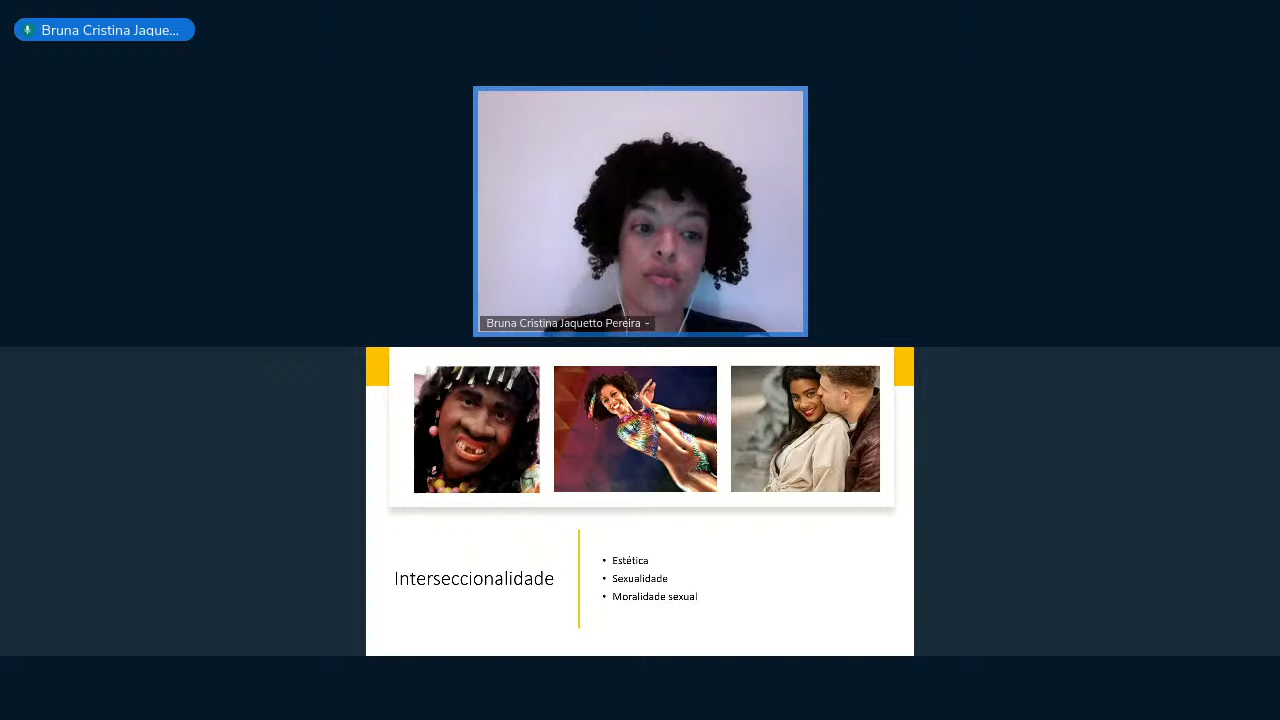 Bruna Cristina Jaque...
Bruna Cristina Jaquetto Pereira
Interseccionalidade
• Estética
• Sexualidade
• Moralidade sexual